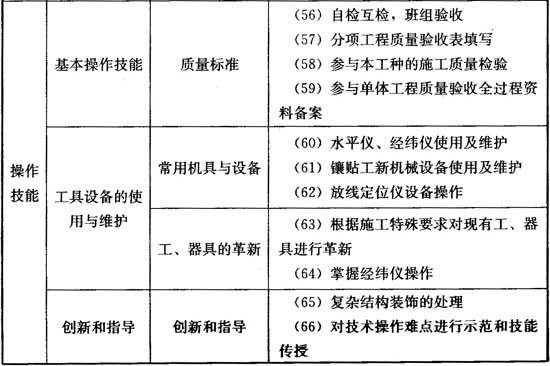 操作
技能
基本操作技能
质量标准
（56）自检互检，班组验收
（57）分项工程质量验收表填写
（58）参与本工种的施工质量检验
（59）参与单体工程质量验收全过程资
料备案
工具设备的使
用与维护
常用机具与设备
（60）水平仪、经纬仪使用及维护
（61）镶贴工新机械设备使用及维护
（62）放线定位仪设备操作
工、器具的革新
（63）根据施工特殊要求对现有工、器
具进行革新
（64）掌握经纬仪操作
创新和指导
创新和指导
（65）复杂结构装饰的处理
（66）对技术操作难点进行示范和技能
传授